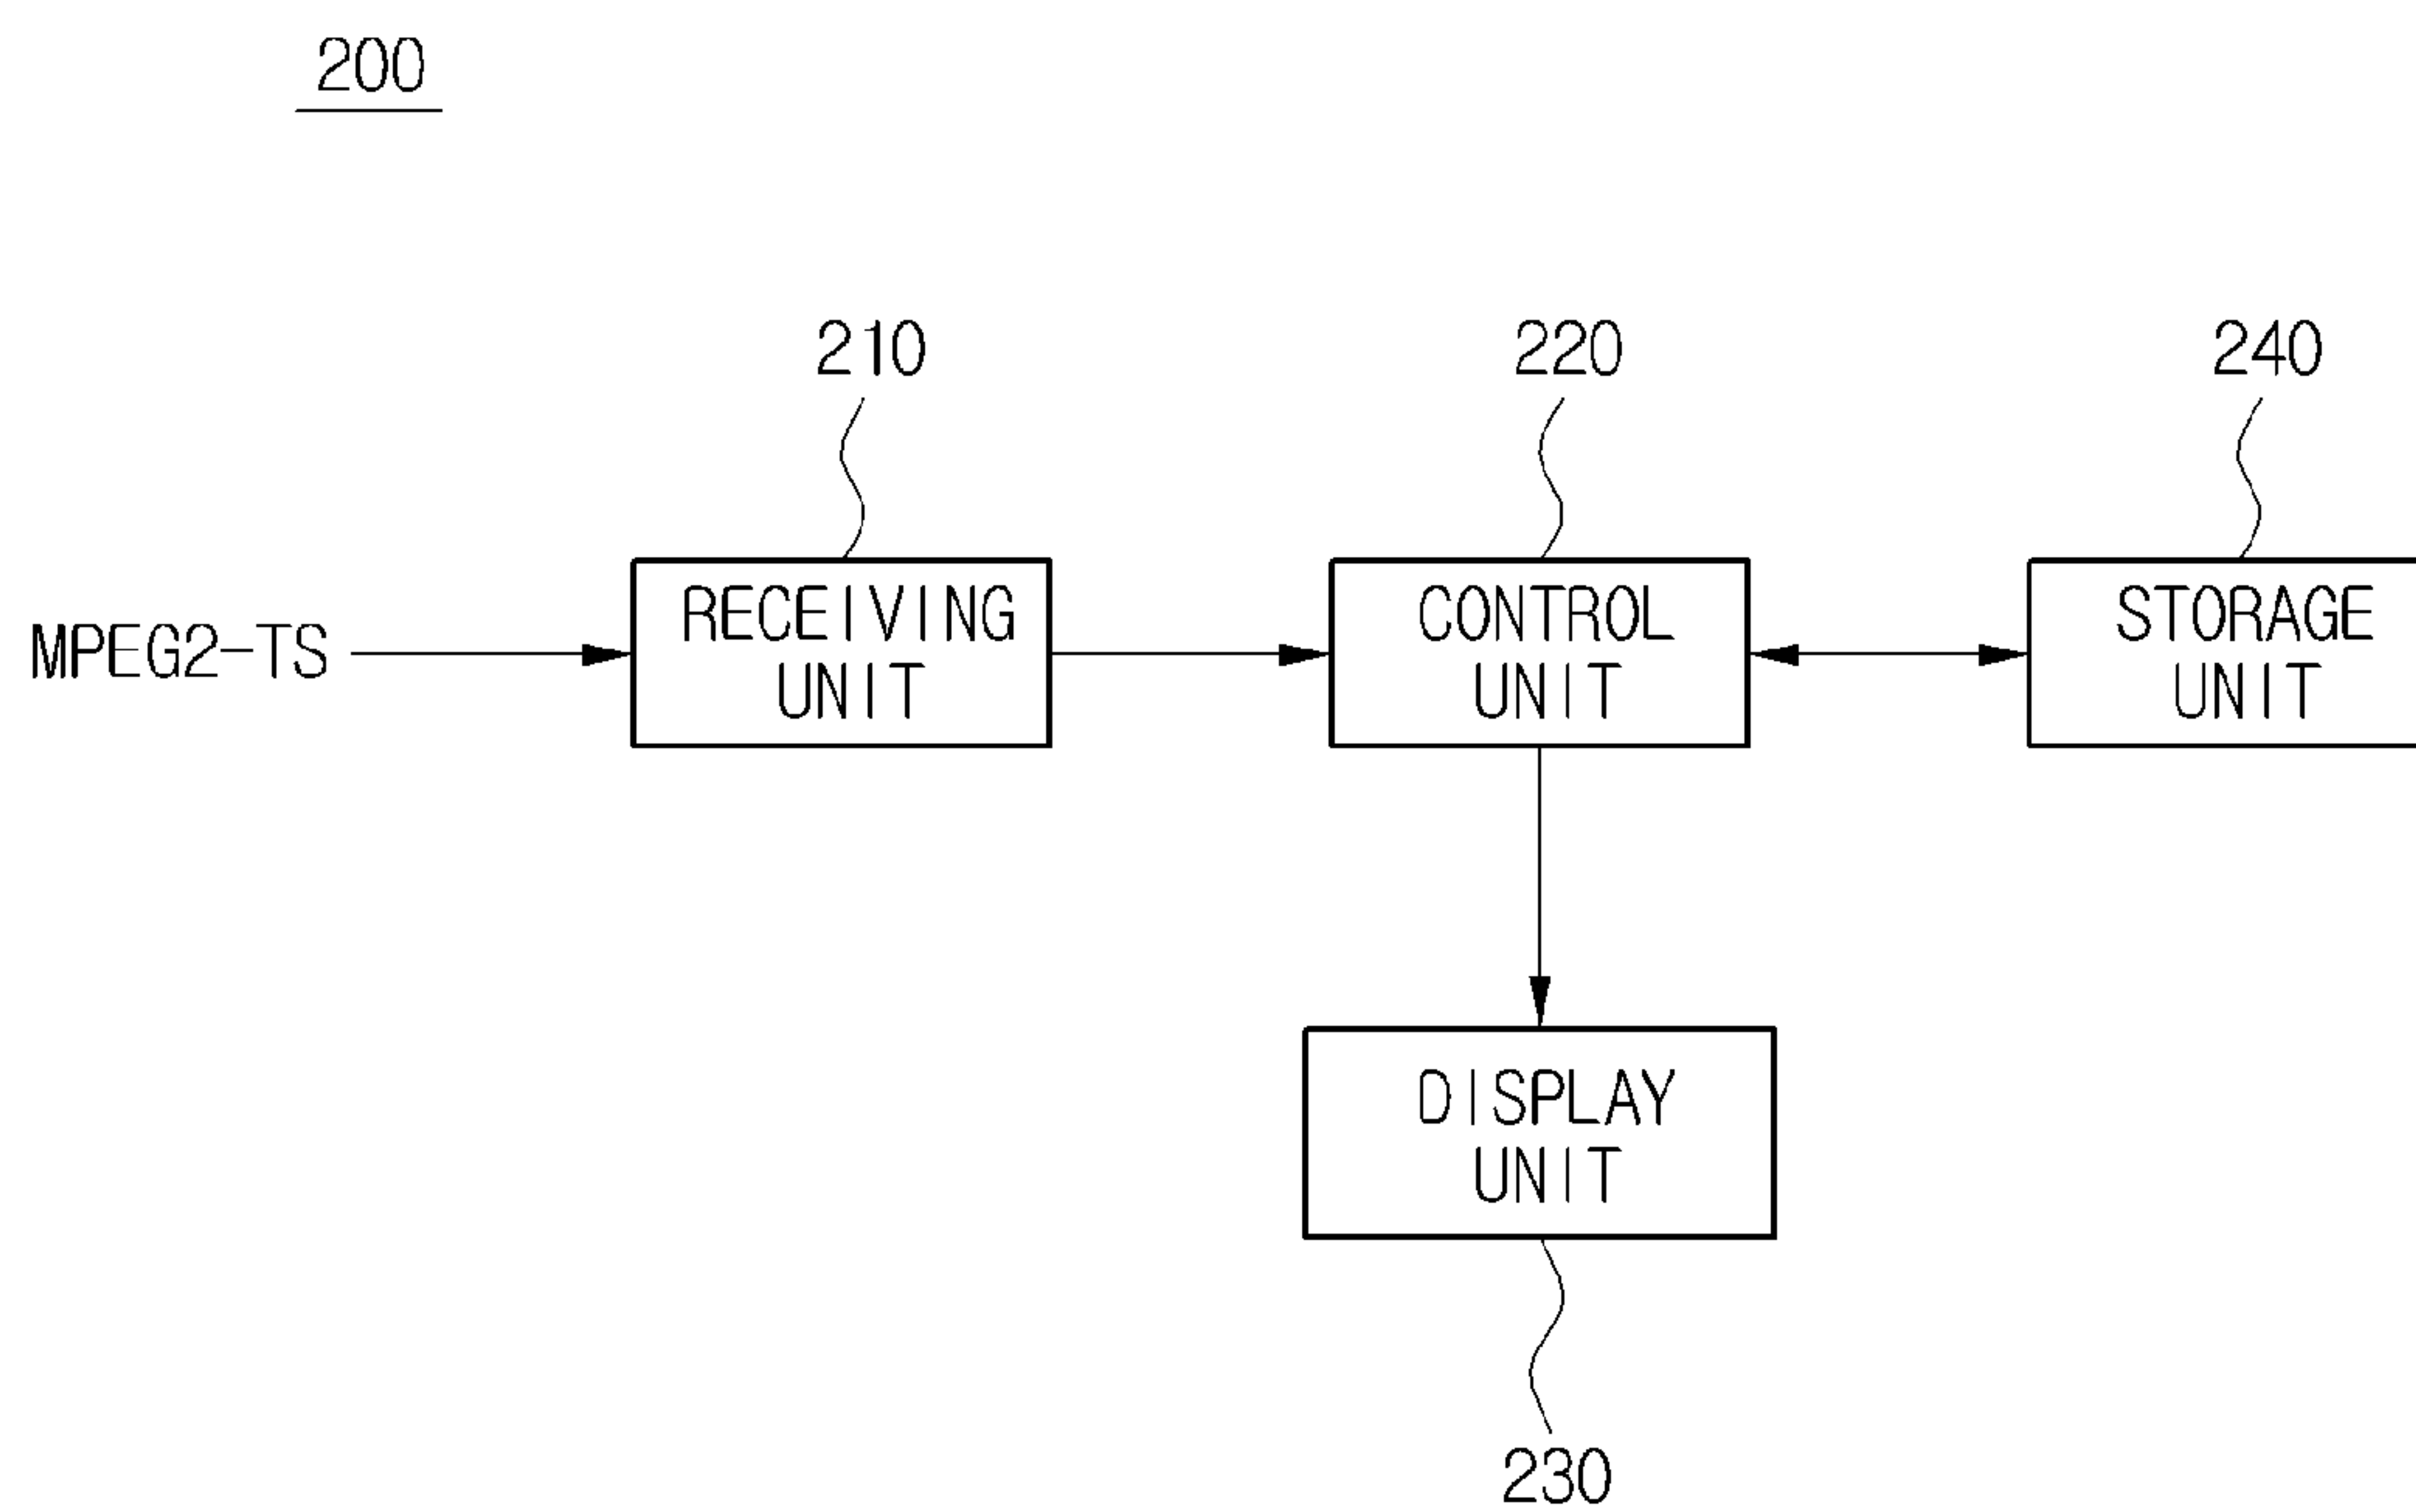 200
210
220
240
MPEG2-TS
RECEIVING
UNIT
CONTROL
UNIT
STORAGE
UNIT
DISPLAY
UNIT
230